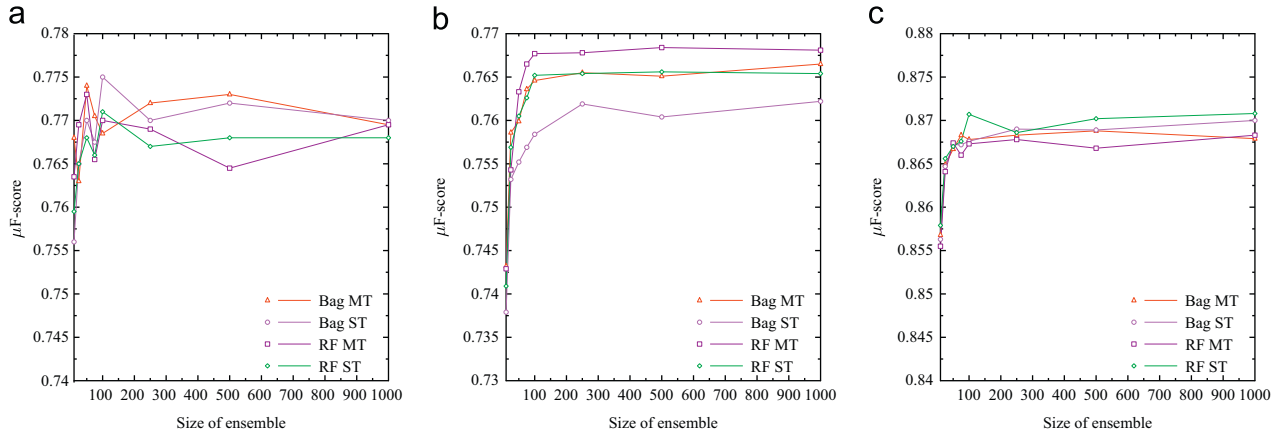 a
0.78
0.775
0.77
0.765
0.76
0.755
0.75
0.745
0.74
μF-score
100 200 300 400 500 600 700 800 900 1000
Size of ensemble
Bag MT
Bag ST
RF MT
RF ST
b
0.77
0.765
0.76
0.755
0.75
0.745
0.74
0.735
0.73
μF-score
100 200 300 400 500 600 700 800 900 1000
Size of ensemble
Bag MT
Bag ST
RF MT
RF ST
c
0.88
0.875
0.87
0.865
0.86
0.855
0.85
0.845
0.84
μF-score
100 200 300 400 500 600 700 800 900 1000
Size of ensemble
Bag MT
Bag ST
RF MT
RF ST